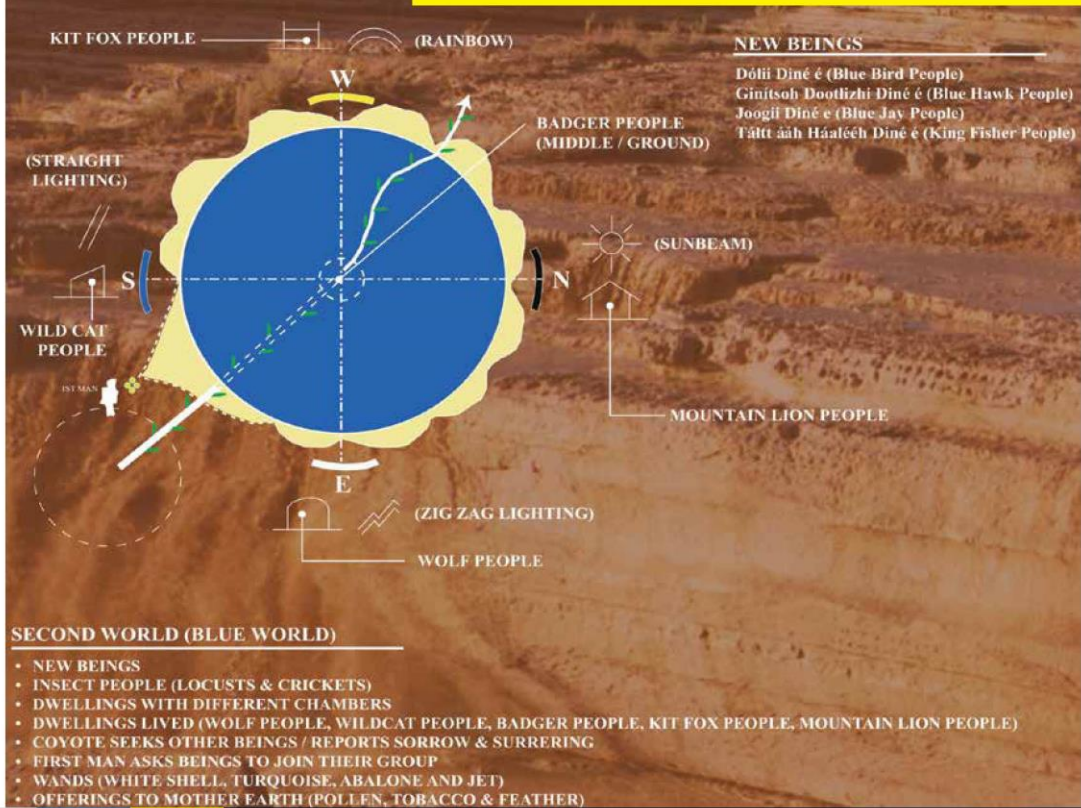 KIT FOX PEOPLE
(RAINBOW)
W
NEW BEINGS
Dólii Diné é (Blue Bird People)
Ginítsoh Dootlizhi Diné é (Blue Hawk People)
Joogii Diné e (Blue Jay People)
Táłtł ááh Háalééh Diné é (King Fisher People)
BADGER PEOPLE
(MIDDLE / GROUND)
(STRAIGHT
LIGHTING)
(SUNBEAM)
S
N
WILD CAT
PEOPLE
1ST MAN
MOUNTAIN LION PEOPLE
E
(ZIG ZAG LIGHTING)
WOLF PEOPLE
SECOND WORLD (BLUE WORLD)
• NEW BEINGS
• INSECT PEOPLE (LOCUSTS & CRICKETS)
• DWELLINGS WITH DIFFERENT CHAMBERS
• DWELLINGS LIVED (WOLF PEOPLE, WILDCAT PEOPLE, BADGER PEOPLE, KIT FOX PEOPLE, MOUNTAIN LION PEOPLE)
• COYOTE SEEKS OTHER BEINGS / REPORTS SORROW & SURRERING
• FIRST MAN ASKS BEINGS TO JOIN THEIR GROUP
• WANDS (WHITE SHELL, TURQUOISE, ABALONE AND JET)
• OFFERINGS TO MOTHER EARTH (POLLEN, TOBACCO & FEATHER)